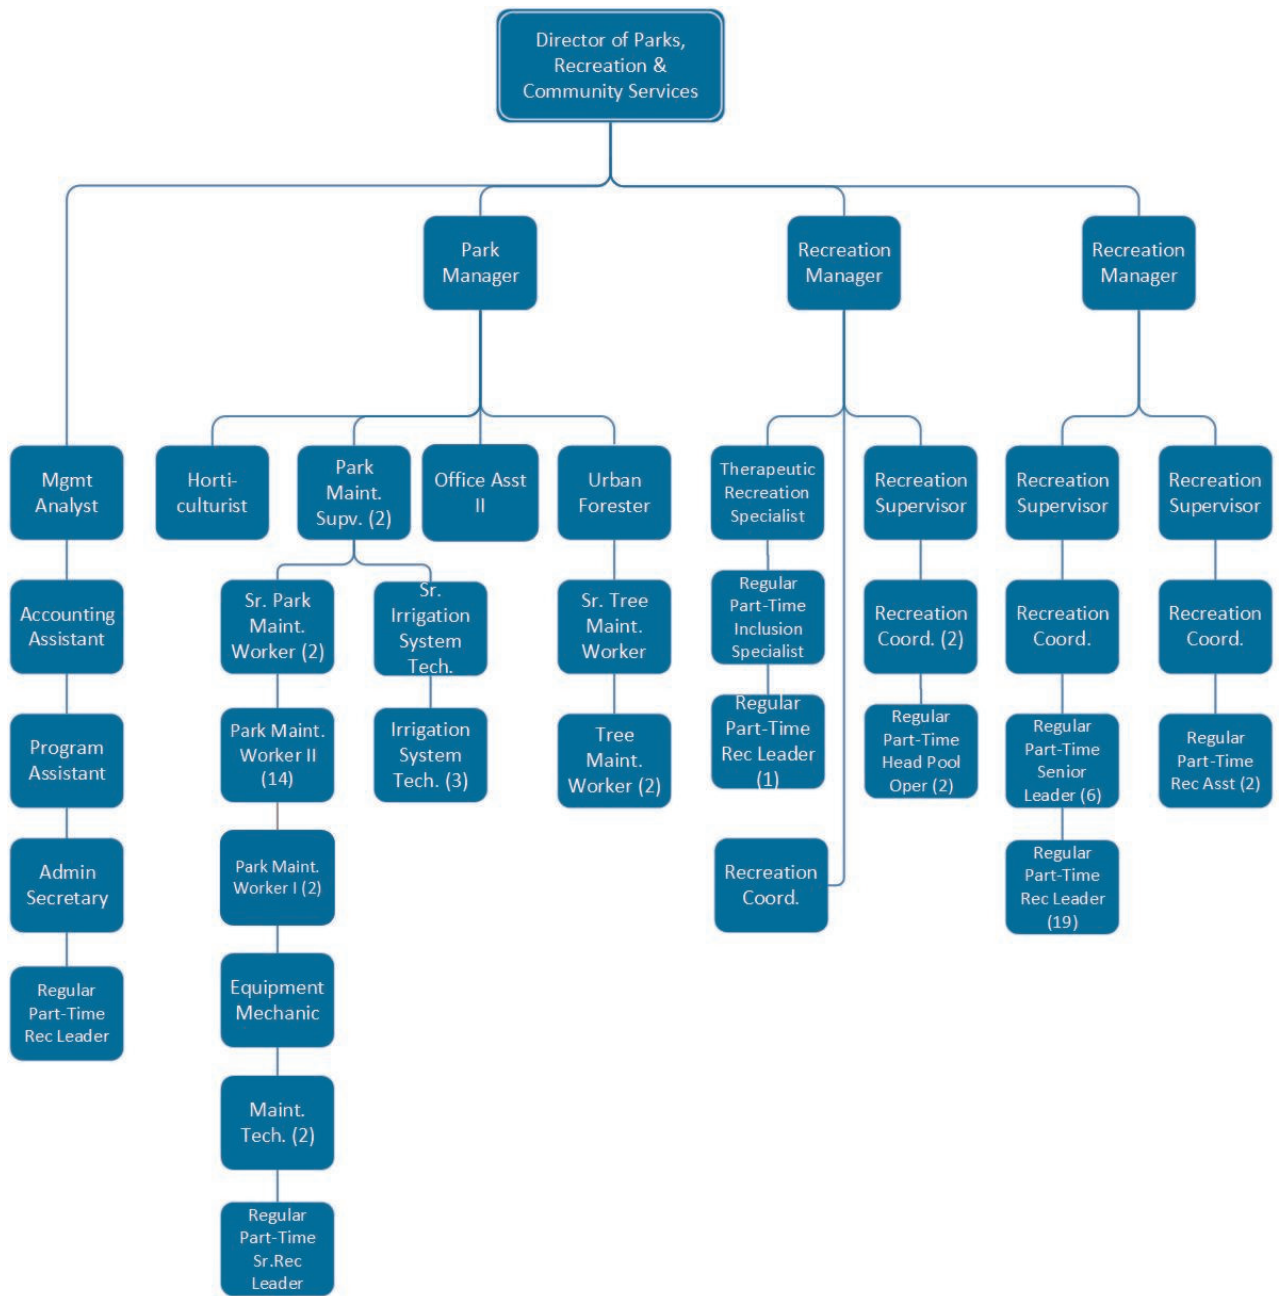 Director of Parks,
Recreation &
Community Services
Park
Manager
Recreation
Manager
Recreation
Manager
Mgmt
Analyst
Horti-
culturist
Park
Maint.
Supv. (2)
Office Asst
II
Urban
Forester
Therapeutic
Recreation
Specialist
Recreation
Supervisor
Recreation
Supervisor
Recreation
Supervisor
Accounting
Assistant
Sr. Park
Maint.
Worker (2)
Sr.
Irrigation
System
Tech.
Sr. Tree
Maint.
Worker
Regular
Part-Time
Inclusion
Specialist
Recreation
Coord. (2)
Recreation
Coord.
Recreation
Coord.
Program
Assistant
Park Maint.
Worker II
(14)
Irrigation
System
Tech. (3)
Tree
Maint.
Worker (2)
Regular
Part-Time
Rec Leader
(1)
Regular
Part-Time
Head Pool
Oper (2)
Regular
Part-Time
Senior
Leader (6)
Regular
Part-Time
Rec Asst (2)
Admin
Secretary
Park Maint.
Worker I (2)
Recreation
Coord.
Regular
Part-Time
Rec Leader
(19)
Regular
Part-Time
Rec Leader
Equipment
Mechanic
Maint.
Tech. (2)
Regular
Part-Time
Sr.Rec
Leader